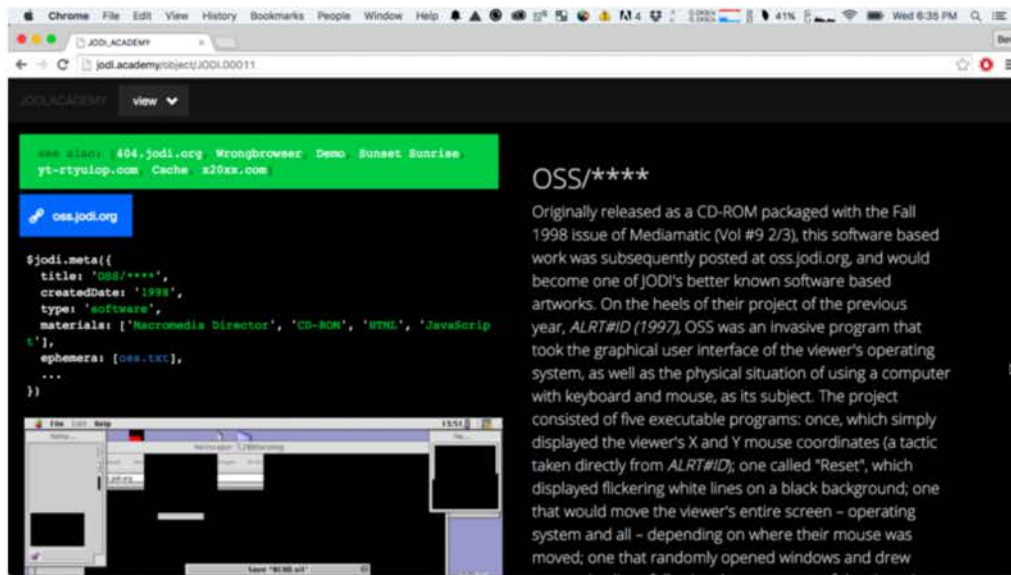 Chrome File Edit View History Bookmarks People Window Help
41%
Wed 6:35 PM
JODI_ACADEMY
jodi.academy/object/JODI.00011
JODI_ACADEMY view
see also: [404.jodi.org, Wrongbrowser, Demo, Sunset Sunrise,
yt-rtyuiop.com, Cache, x20xx.com]
oss.jodi.org
$jodi.meta({
title: 'OSS/****',
createdDate: '1998',
type: 'software',
materials: ['Macromedia Director', 'CD-ROM', 'HTML', 'JavaScrip
t'],
ephemera: [oss.txt],
...
})
File Edit Help
OSS/****
Originally released as a CD-ROM packaged with the Fall
1998 issue of Mediamatic (Vol #9 2/3), this software based
work was subsequently posted at oss.jodi.org, and would
become one of JODI's better known software based
artworks. On the heels of their project of the previous
year, ALRT#ID (1997), OSS was an invasive program that
took the graphical user interface of the viewer's operating
system, as well as the physical situation of using a computer
with keyboard and mouse, as its subject. The project
consisted of five executable programs: once, which simply
displayed the viewer's X and Y mouse coordinates (a tactic
taken directly from ALRT#ID); one called "Reset", which
displayed flickering white lines on a black background; one
that would move the viewer's entire screen – operating
system and all – depending on where their mouse was
moved; one that randomly opened windows and drew